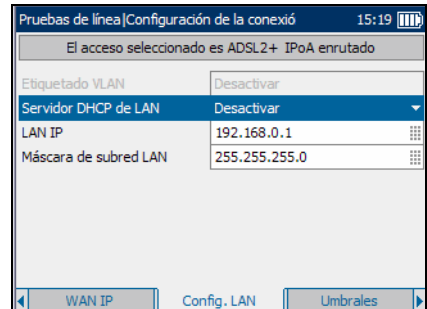 Pruebas de línea|Configuración de la conexió 15:19
El acceso seleccionado es ADSL2+ IPoA enrutado
Etiquetado VLAN Desactivar
Servidor DHCP de LAN Desactivar
LAN IP 192.168.0.1
Máscara de subred LAN 255.255.255.0
WAN IP Config. LAN Umbrales